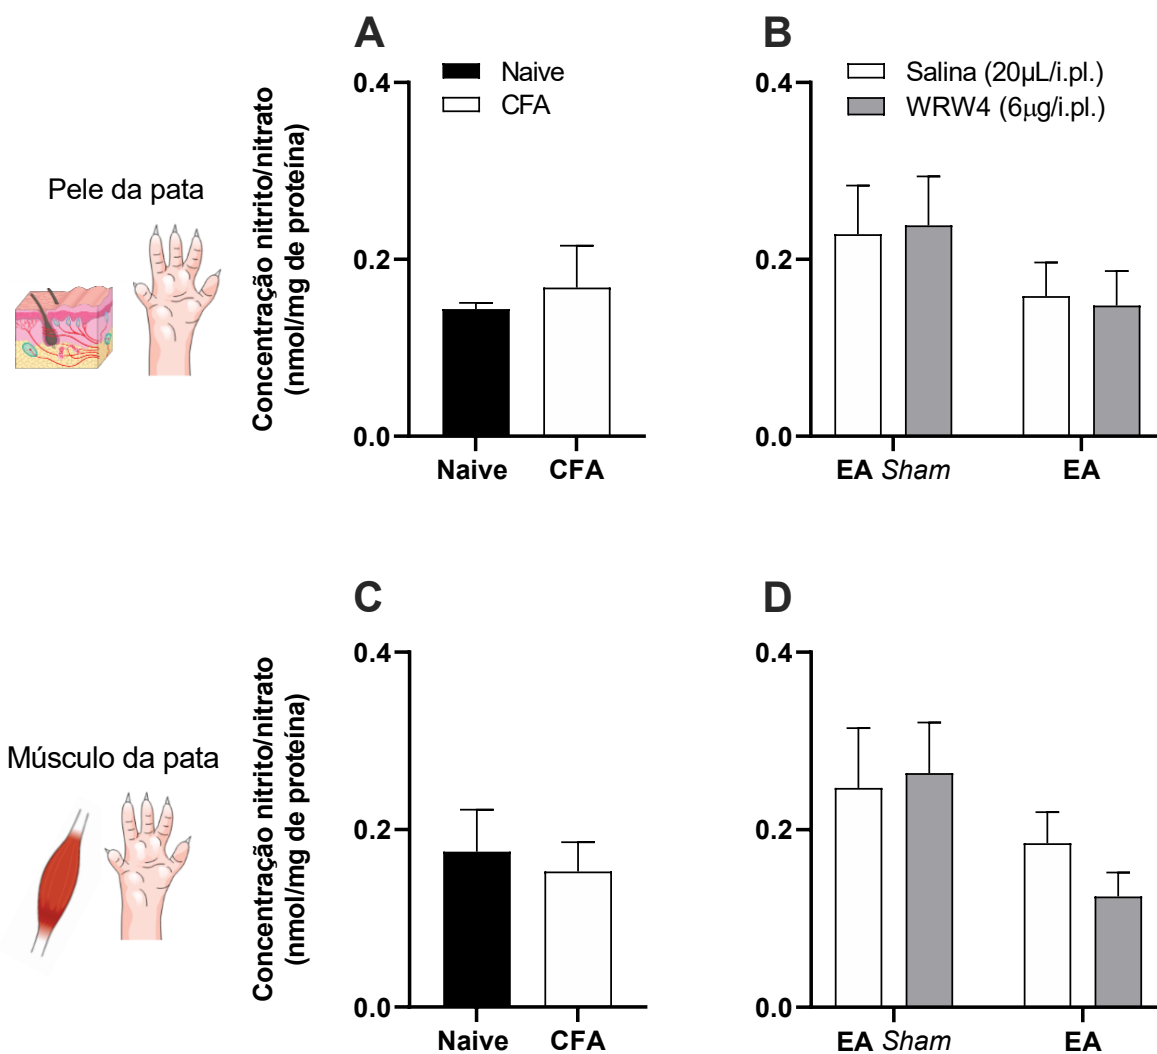 A
B
Naive
CFA
Salina (20µL/i.pl.)
WRW4 (6µg/i.pl.)
Pele da pata
Concentração nitrito/nitrato
(nmol/mg de proteína)
0.4
0.2
0.0
Naive
CFA
0.4
0.2
0.0
EA Sham
EA
C
D
Músculo da pata
Concentração nitrito/nitrato
(nmol/mg de proteína)
0.4
0.2
0.0
Naive
CFA
0.4
0.2
0.0
EA Sham
EA